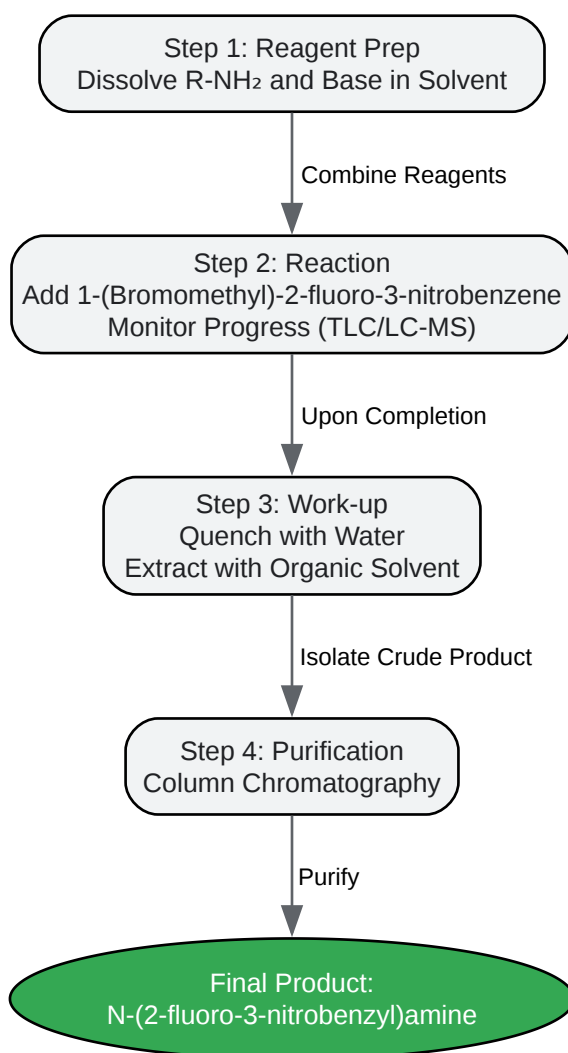 Step 1: Reagent Prep
Dissolve R-NH₂ and Base in Solvent
Combine Reagents
Step 2: Reaction
Add 1-(Bromomethyl)-2-fluoro-3-nitrobenzene
Monitor Progress (TLC/LC-MS)
Upon Completion
Step 3: Work-up
Quench with Water
Extract with Organic Solvent
Isolate Crude Product
Step 4: Purification
Column Chromatography
Purify
Final Product:
N-(2-fluoro-3-nitrobenzyl)amine